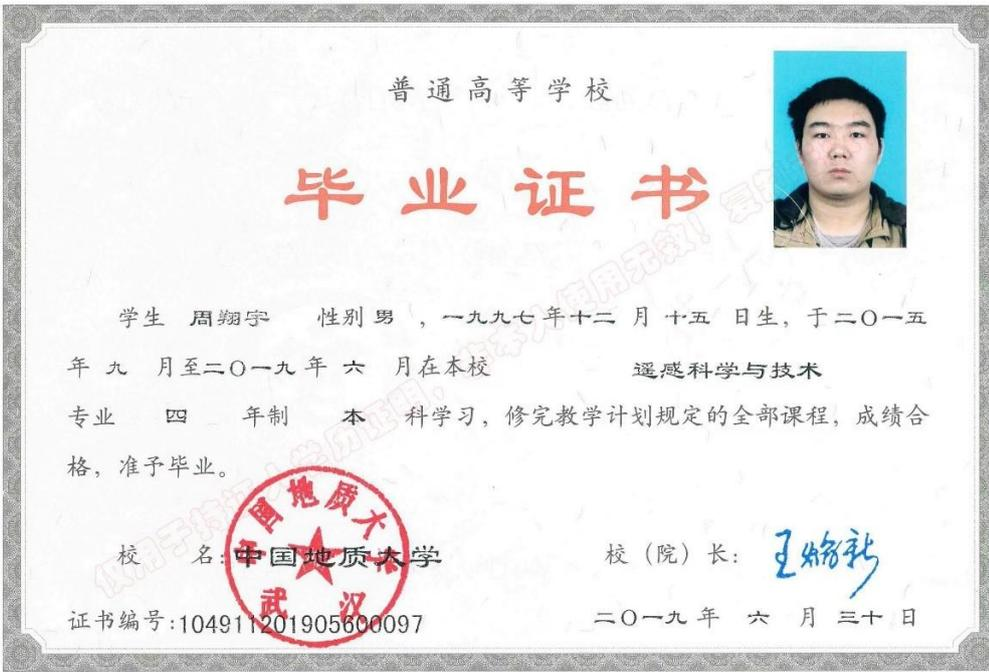 普通高等学校
毕业证书
学生 周翔宇 性别 男 ,一九九七年十二 月 十五 日生, 于二〇一五
年 九 月至二〇一九年 六 月在本校 遥感科学与技术
专业 四 年制 本 科学习, 修完教学计划规定的全部课程, 成绩合
格, 准予毕业。
中国地质大学
武汉
校 名:中国地质大学
校(院)长: 王焰新
证书编号:104911201905600097
二〇一九年 六 月 三十 日